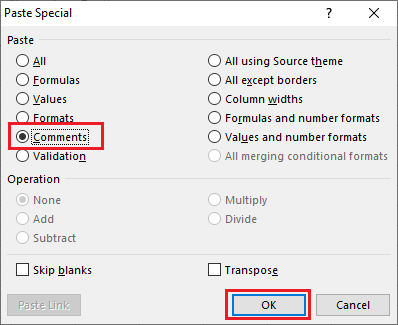 Paste Special
Paste
All
All using Source theme
Formulas
All except borders
Values
Column widths
Formats
Formulas and number formats
Comments
Values and number formats
Validation
All merging conditional formats
Operation
None
Multiply
Add
Divide
Subtract
Skip blanks
Transpose
Paste Link
OK
Cancel